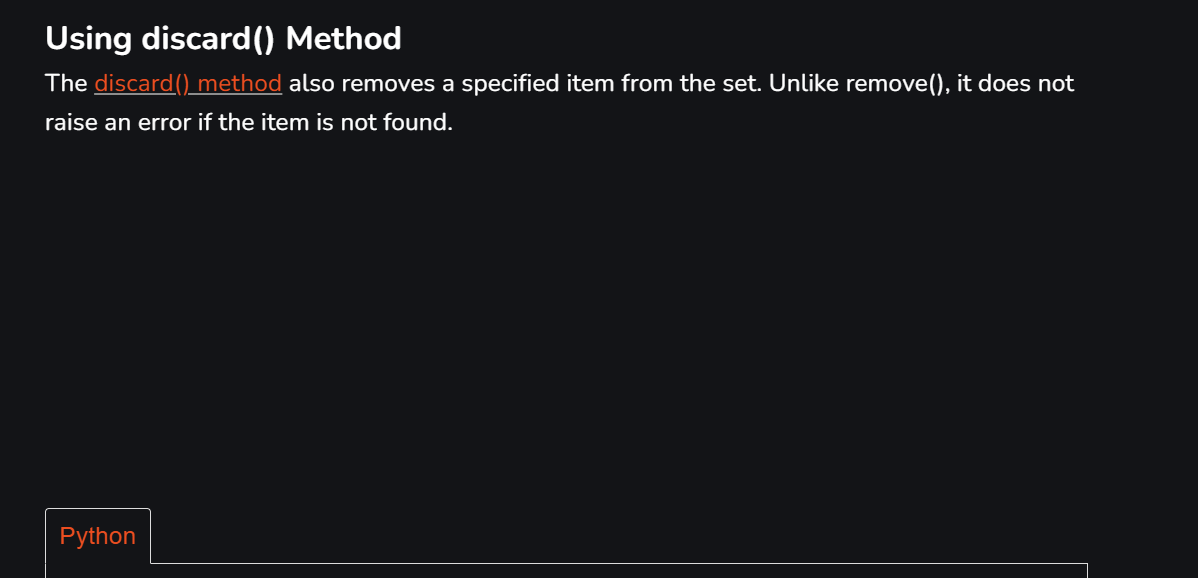 Using discard() Method
The discard() method also removes a specified item from the set. Unlike remove(), it does not
raise an error if the item is not found.
Python